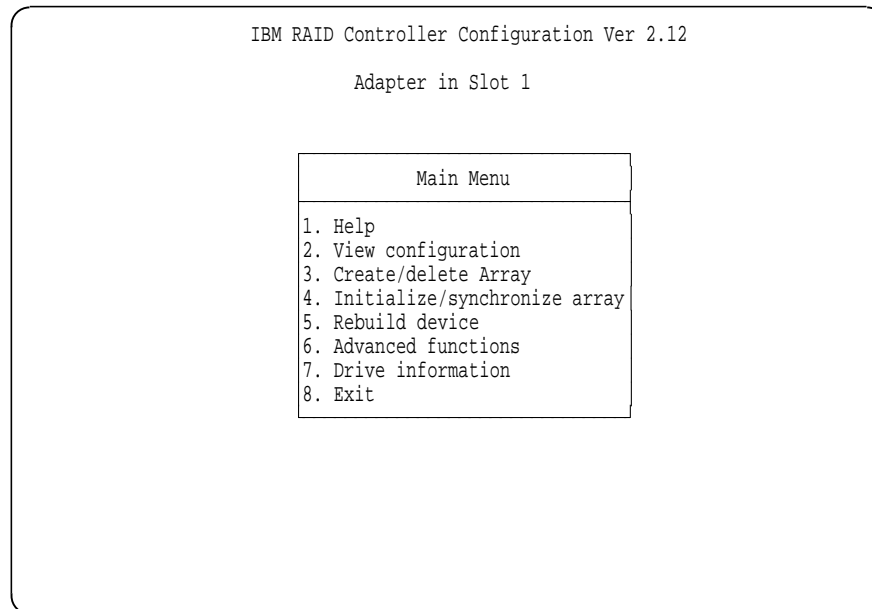 IBM RAID Controller Configuration Ver 2.12
Adapter in Slot 1
Main Menu
1. Help
2. View configuration
3. Create/delete Array
4. Initialize/synchronize array
5. Rebuild device
6. Advanced functions
7. Drive information
8. Exit